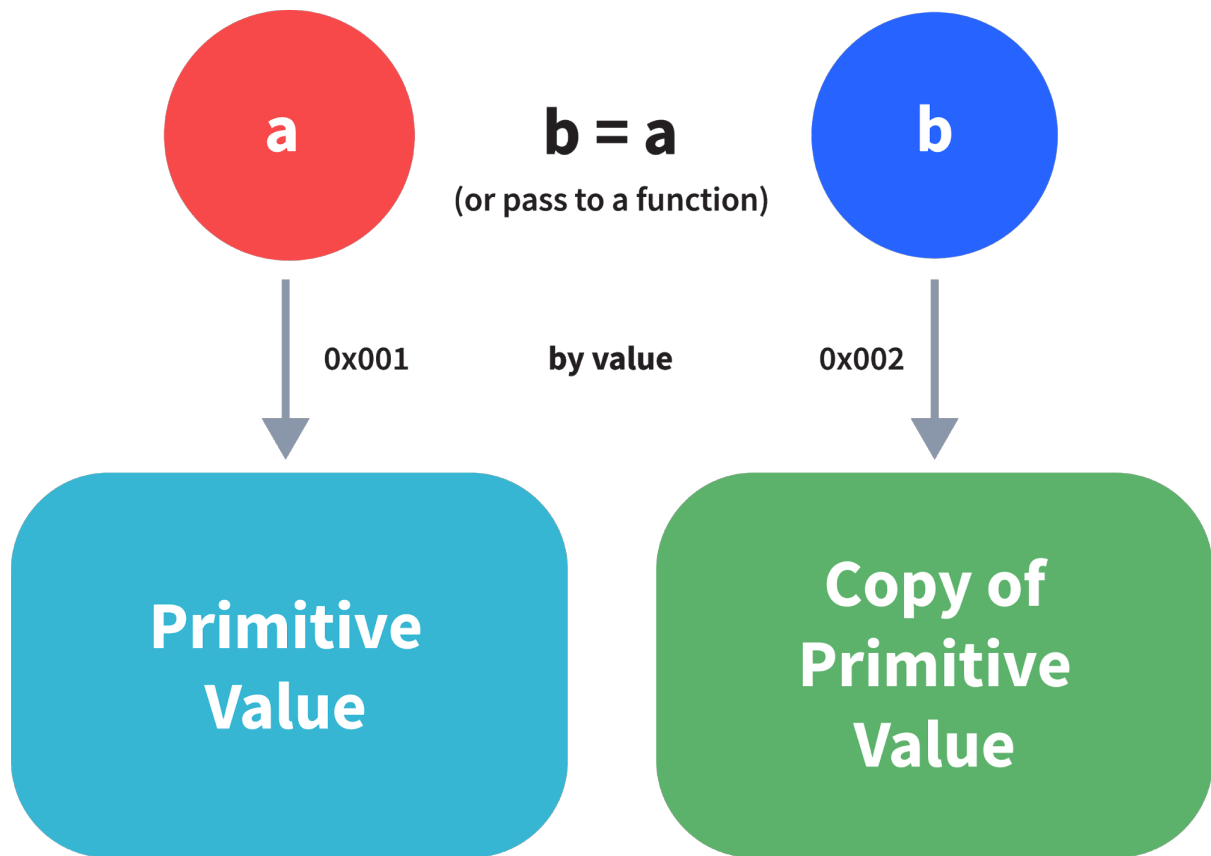 a
b = a
(or pass to a function)
b
0x001
by value
0x002
Primitive
Value
Copy of
Primitive
Value